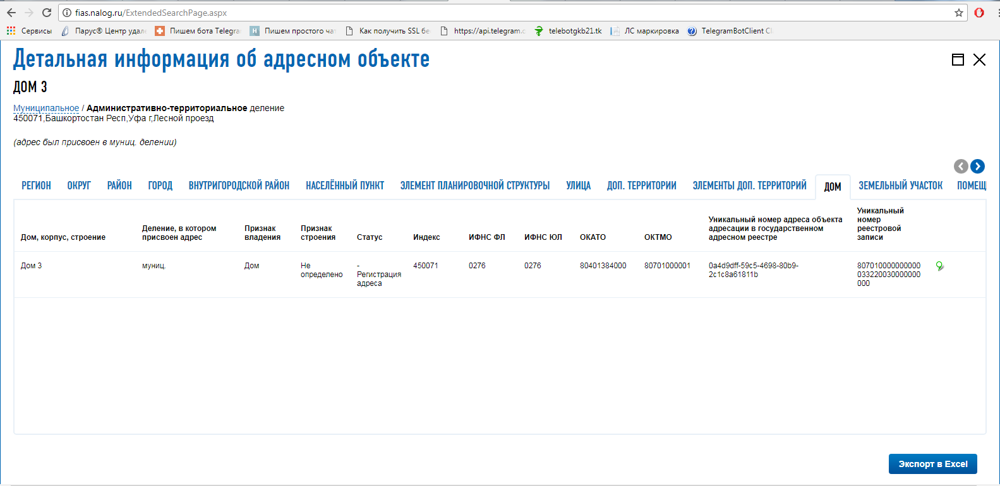 fias.nalog.ru/ExtendedSearchPage.aspx
Сервисы Парус® Центр удале Пишем бота Telegra Пишем простого ча Как получить SSL бе https://api.telegram.c telebotgkb21.tk ЛС маркировка TelegramBotClient Cl
Детальная информация об адресном объекте
ДОМ 3
Муниципальное / Административно-территориальное деление
450071,Башкортостан Респ,Уфа г,Лесной проезд
(адрес был присвоен в муниц. делении)
РЕГИОН ОКРУГ РАЙОН ГОРОД ВНУТРИГОРОДСКОЙ РАЙОН НАСЕЛЁННЫЙ ПУНКТ ЭЛЕМЕНТ ПЛАНИРОВОЧНОЙ СТРУКТУРЫ УЛИЦА ДОП. ТЕРРИТОРИИ ЭЛЕМЕНТЫ ДОП. ТЕРРИТОРИЙ ДОМ ЗЕМЕЛЬНЫЙ УЧАСТОК ПОМЕЩ
Дом, корпус, строение
Деление, в котором
присвоен адрес
Признак
владения
Признак
строения
Статус
Индекс
ИФНС ФЛ
ИФНС ЮЛ
ОКАТО
ОКТМО
Уникальный номер адреса объекта
адресации в государственном
адресном реестре
Уникальный
номер
реестровой
записи
Дом 3
муниц.
Дом
Не
определено
-
Регистрация
адреса
450071
0276
0276
80401384000
80701000001
0a4d9dff-59c5-4698-80b9-
2c1c8a61811b
807010000000000
033220030000000
000
Экспорт в Excel